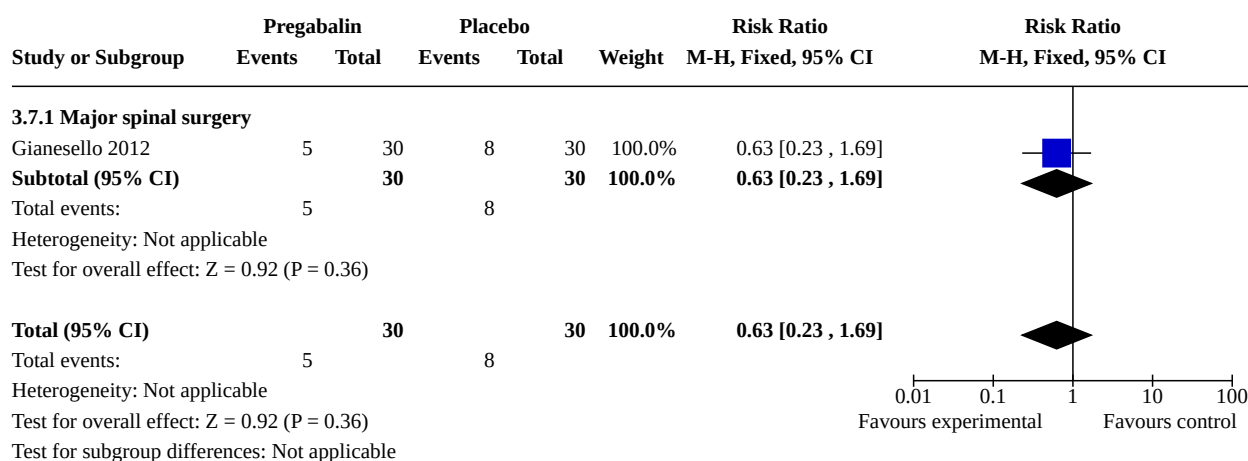 Pregabalin Placebo Risk Ratio Risk Ratio
Study or Subgroup Events Total Events Total Weight M-H, Fixed, 95% CI M-H, Fixed, 95% CI
3.7.1 Major spinal surgery
Gianesello 2012 5 30 8 30 100.0% 0.63 [0.23 , 1.69]
Subtotal (95% CI) 30 30 100.0% 0.63 [0.23 , 1.69]
Total events: 5 8
Heterogeneity: Not applicable
Test for overall effect: Z = 0.92 (P = 0.36)
Total (95% CI) 30 30 100.0% 0.63 [0.23 , 1.69]
Total events: 5 8
Heterogeneity: Not applicable
0.01 0.1 1 10 100
Test for overall effect: Z = 0.92 (P = 0.36) Favours experimental Favours control
Test for subgroup differences: Not applicable